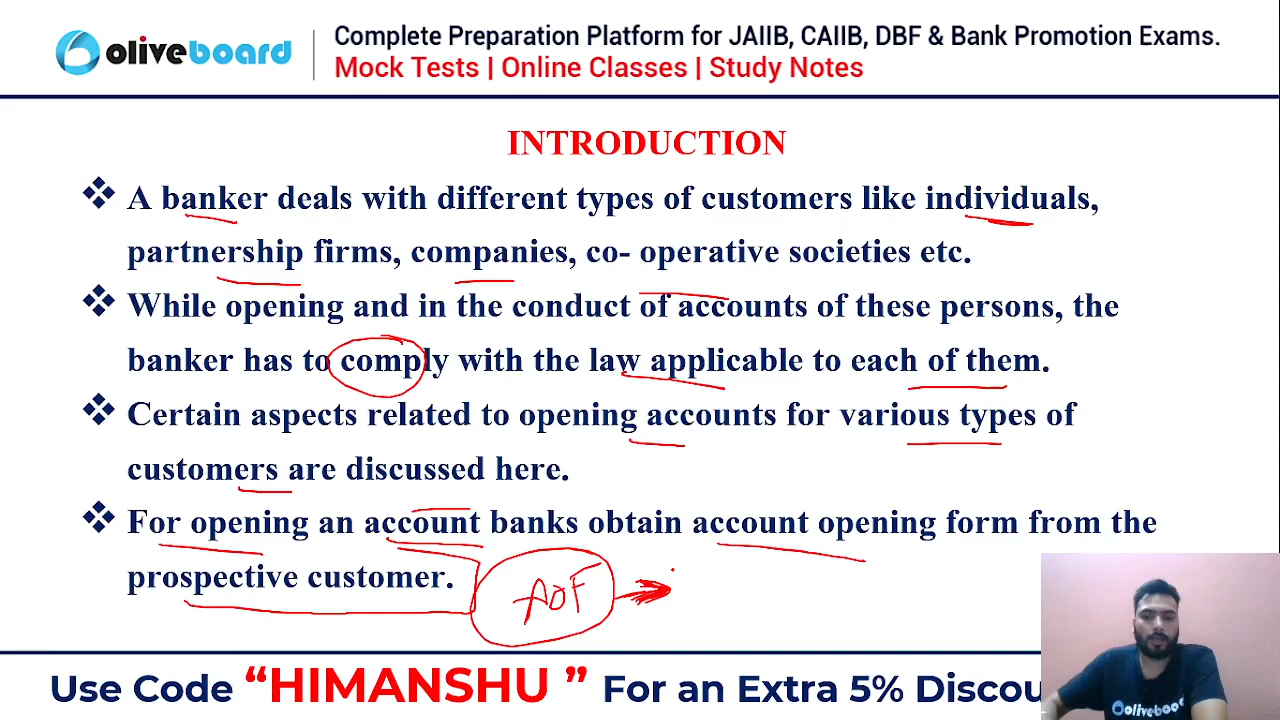 oliveboard
Complete Preparation Platform for JAIIB, CAIIB, DBF & Bank Promotion Exams.
Mock Tests | Online Classes | Study Notes
INTRODUCTION
A banker deals with different types of customers like individuals,
partnership firms, companies, co- operative societies etc.
While opening and in the conduct of accounts of these persons, the
banker has to comply with the law applicable to each of them.
Certain aspects related to opening accounts for various types of
customers are discussed here.
For opening an account banks obtain account opening form from the
prospective customer.
AOF
Use Code “HIMANSHU ” For an Extra 5% Discou
oliveboard